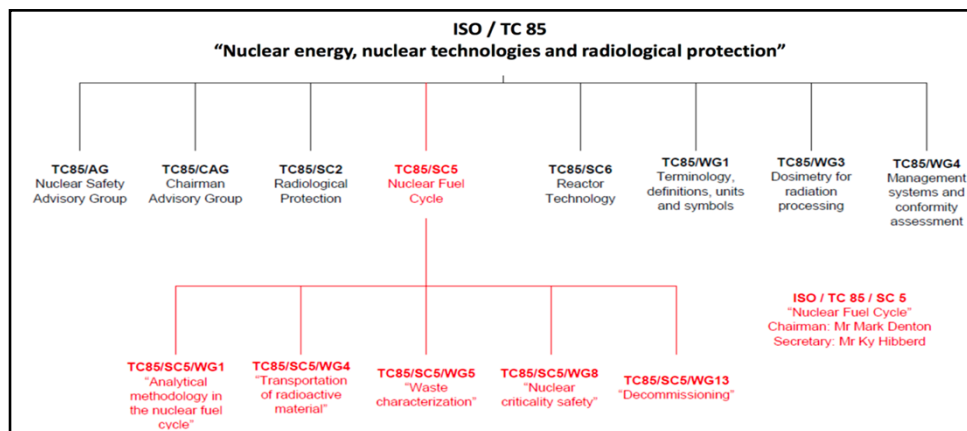 ISO / TC 85
“Nuclear energy, nuclear technologies and radiological protection”
TC85/AG
Nuclear Safety
Advisory Group
TC85/CAG
Chairman
Advisory Group
TC85/SC2
Radiological
Protection
TC85/SC5
Nuclear Fuel
Cycle
TC85/SC6
Reactor
Technology
TC85/WG1
Terminology,
definitions, units
and symbols
TC85/WG3
Dosimetry for
radiation
processing
TC85/WG4
Management
systems and
conformity
assessment
TC85/SC5/WG1
“Analytical
methodology in
the nuclear fuel
cycle”
TC85/SC5/WG4
“Transportation
of radioactive
material”
TC85/SC5/WG5
“Waste
characterization”
TC85/SC5/WG8
“Nuclear
criticality safety”
TC85/SC5/WG13
“Decommissioning”
ISO / TC 85 / SC 5
“Nuclear Fuel Cycle”
Chairman: Mr Mark Denton
Secretary: Mr Ky Hibberd